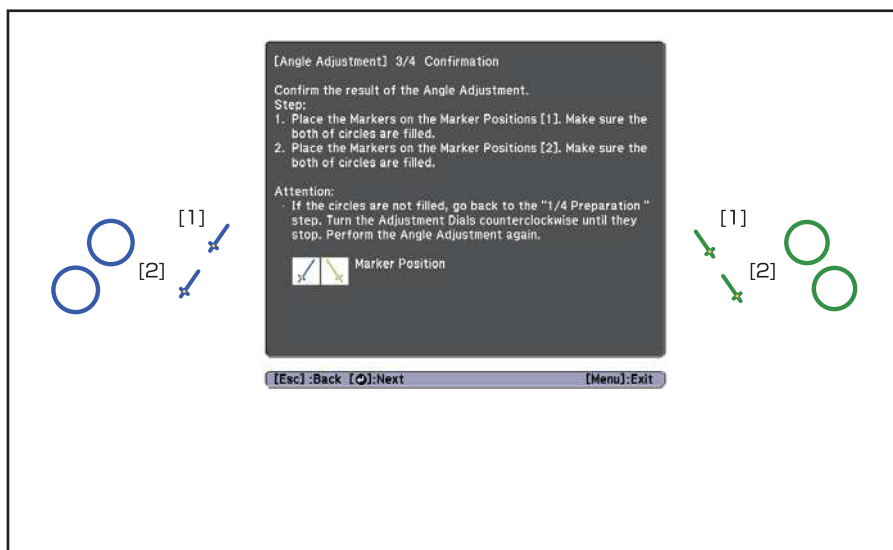 [Angle Adjustment] 3/4 Confirmation
Confirm the result of the Angle Adjustment.
Step:
1. Place the Markers on the Marker Positions [1]. Make sure the
both of circles are filled.
2. Place the Markers on the Marker Positions [2]. Make sure the
both of circles are filled.
Attention:
· If the circles are not filled, go back to the "1/4 Preparation "
step. Turn the Adjustment Dials counterclockwise until they
stop. Perform the Angle Adjustment again.
[1]
[2]
[1]
[2]
Marker Position
[Esc] :Back [⏎]:Next [Menu]:Exit